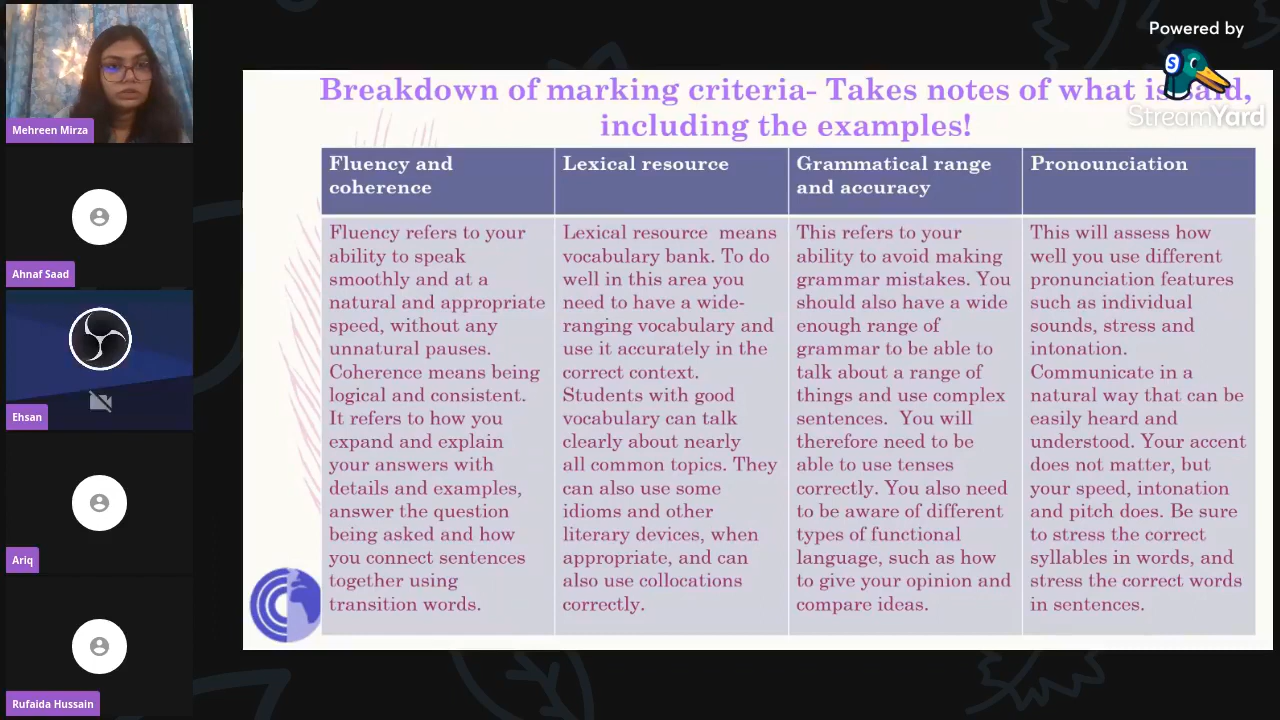 Mehreen Mirza
Ahnaf Saad
Ehsan
Ariq
Rufaida Hussain
Powered by
StreamYard
Breakdown of marking criteria- Takes notes of what is said,
including the examples!
Fluency and
coherence
Fluency refers to your
ability to speak
smoothly and at a
natural and appropriate
speed, without any
unnatural pauses.
Coherence means being
logical and consistent.
It refers to how you
expand and explain
your answers with
details and examples,
answer the question
being asked and how
you connect sentences
together using
transition words.
Lexical resource
Lexical resource means
vocabulary bank. To do
well in this area you
need to have a wide-
ranging vocabulary and
use it accurately in the
correct context.
Students with good
vocabulary can talk
clearly about nearly
all common topics. They
can also use some
idioms and other
literary devices, when
appropriate, and can
also use collocations
correctly.
Grammatical range
and accuracy
This refers to your
ability to avoid making
grammar mistakes. You
should also have a wide
enough range of
grammar to be able to
talk about a range of
things and use complex
sentences. You will
therefore need to be
able to use tenses
correctly. You also need
to be aware of different
types of functional
language, such as how
to give your opinion and
compare ideas.
Pronounciation
This will assess how
well you use different
pronunciation features
such as individual
sounds, stress and
intonation.
Communicate in a
natural way that can be
easily heard and
understood. Your accent
does not matter, but
your speed, intonation
and pitch does. Be sure
to stress the correct
syllables in words, and
stress the correct words
in sentences.